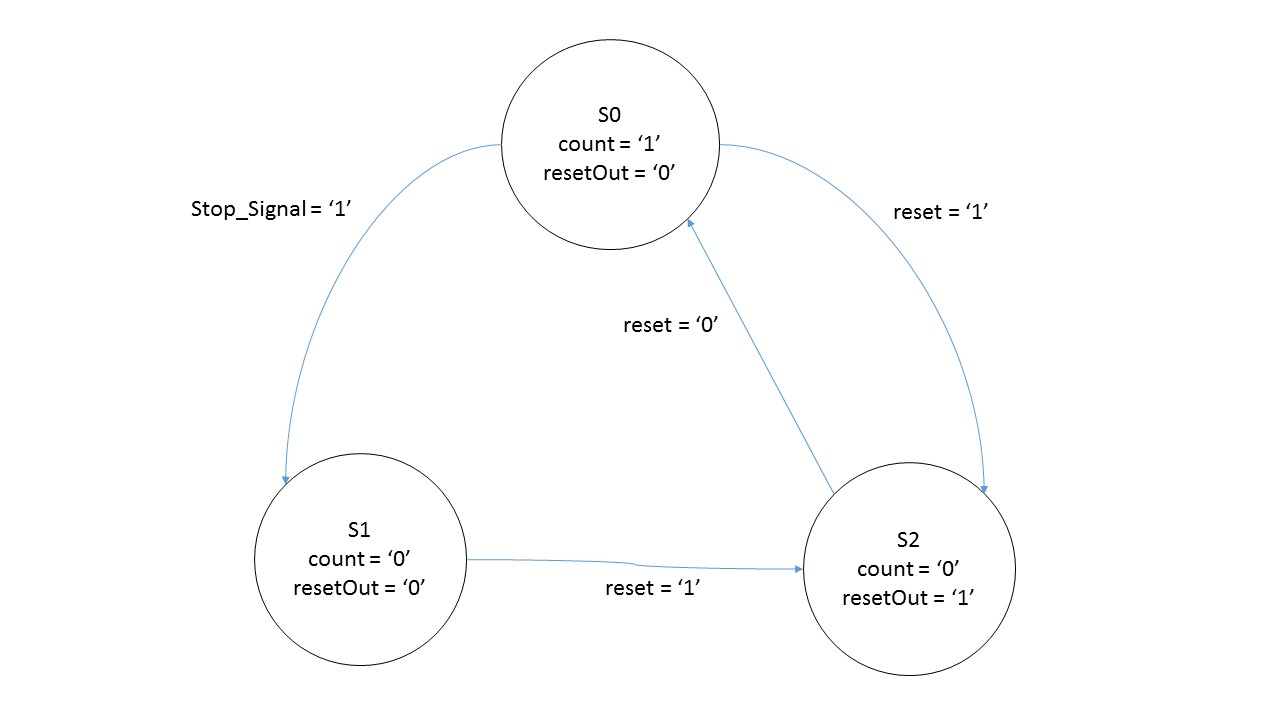 S0
count = ‘1’
resetOut = ‘0’
Stop_Signal = ‘1’
reset = ‘1’
reset = ‘0’
S1
count = ‘0’
resetOut = ‘0’
reset = ‘1’
S2
count = ‘0’
resetOut = ‘1’